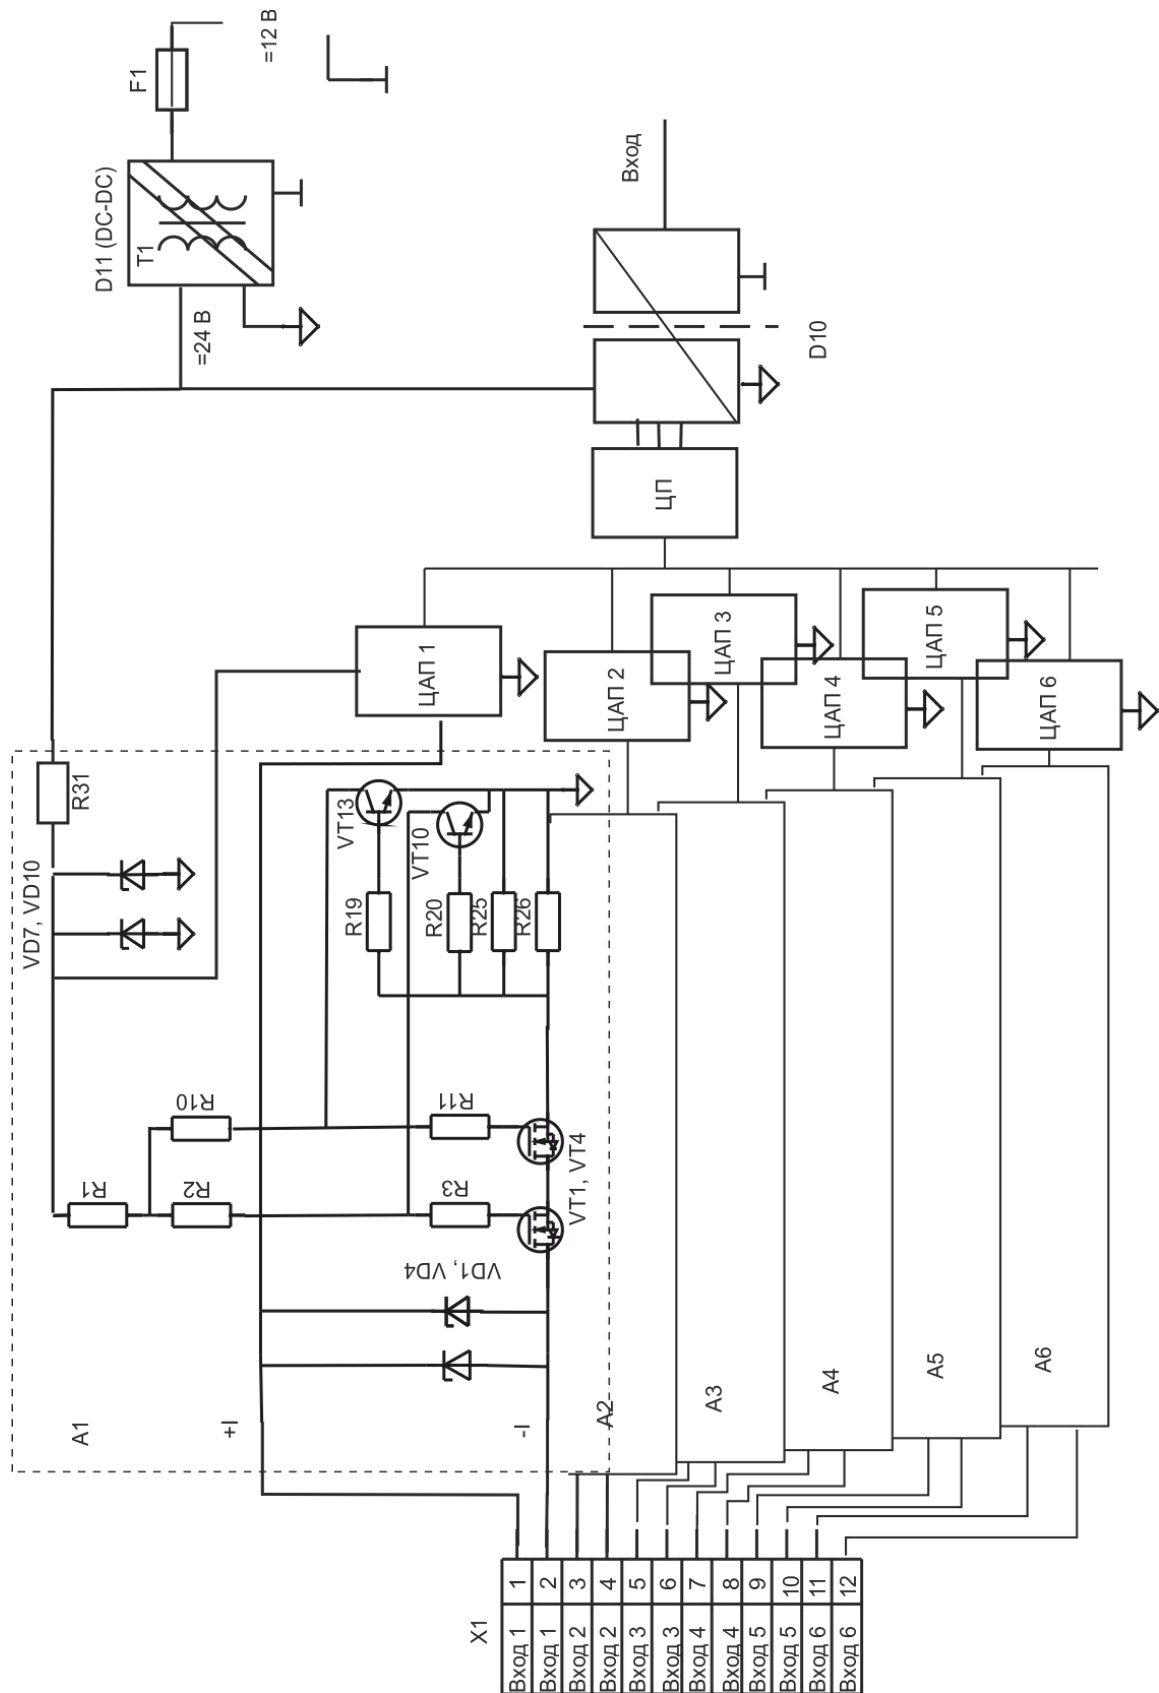 =12 В
F1
D11 (DC-DC)
T1
=24 В
Вход
D10
ЦП
ЦАП 1
ЦАП 2
ЦАП 3
ЦАП 4
ЦАП 5
ЦАП 6
R31
VD7, VD10
VT13
VT10
R19
R20
R25
R26
R10
R11
R1
R2
R3
VT1, VT4
VD1, VD4
A1
+I
-I
A2
A3
A4
A5
A6
X1
Вход 1 1
Вход 1 2
Вход 2 3
Вход 2 4
Вход 3 5
Вход 3 6
Вход 4 7
Вход 4 8
Вход 5 9
Вход 5 10
Вход 6 11
Вход 6 12